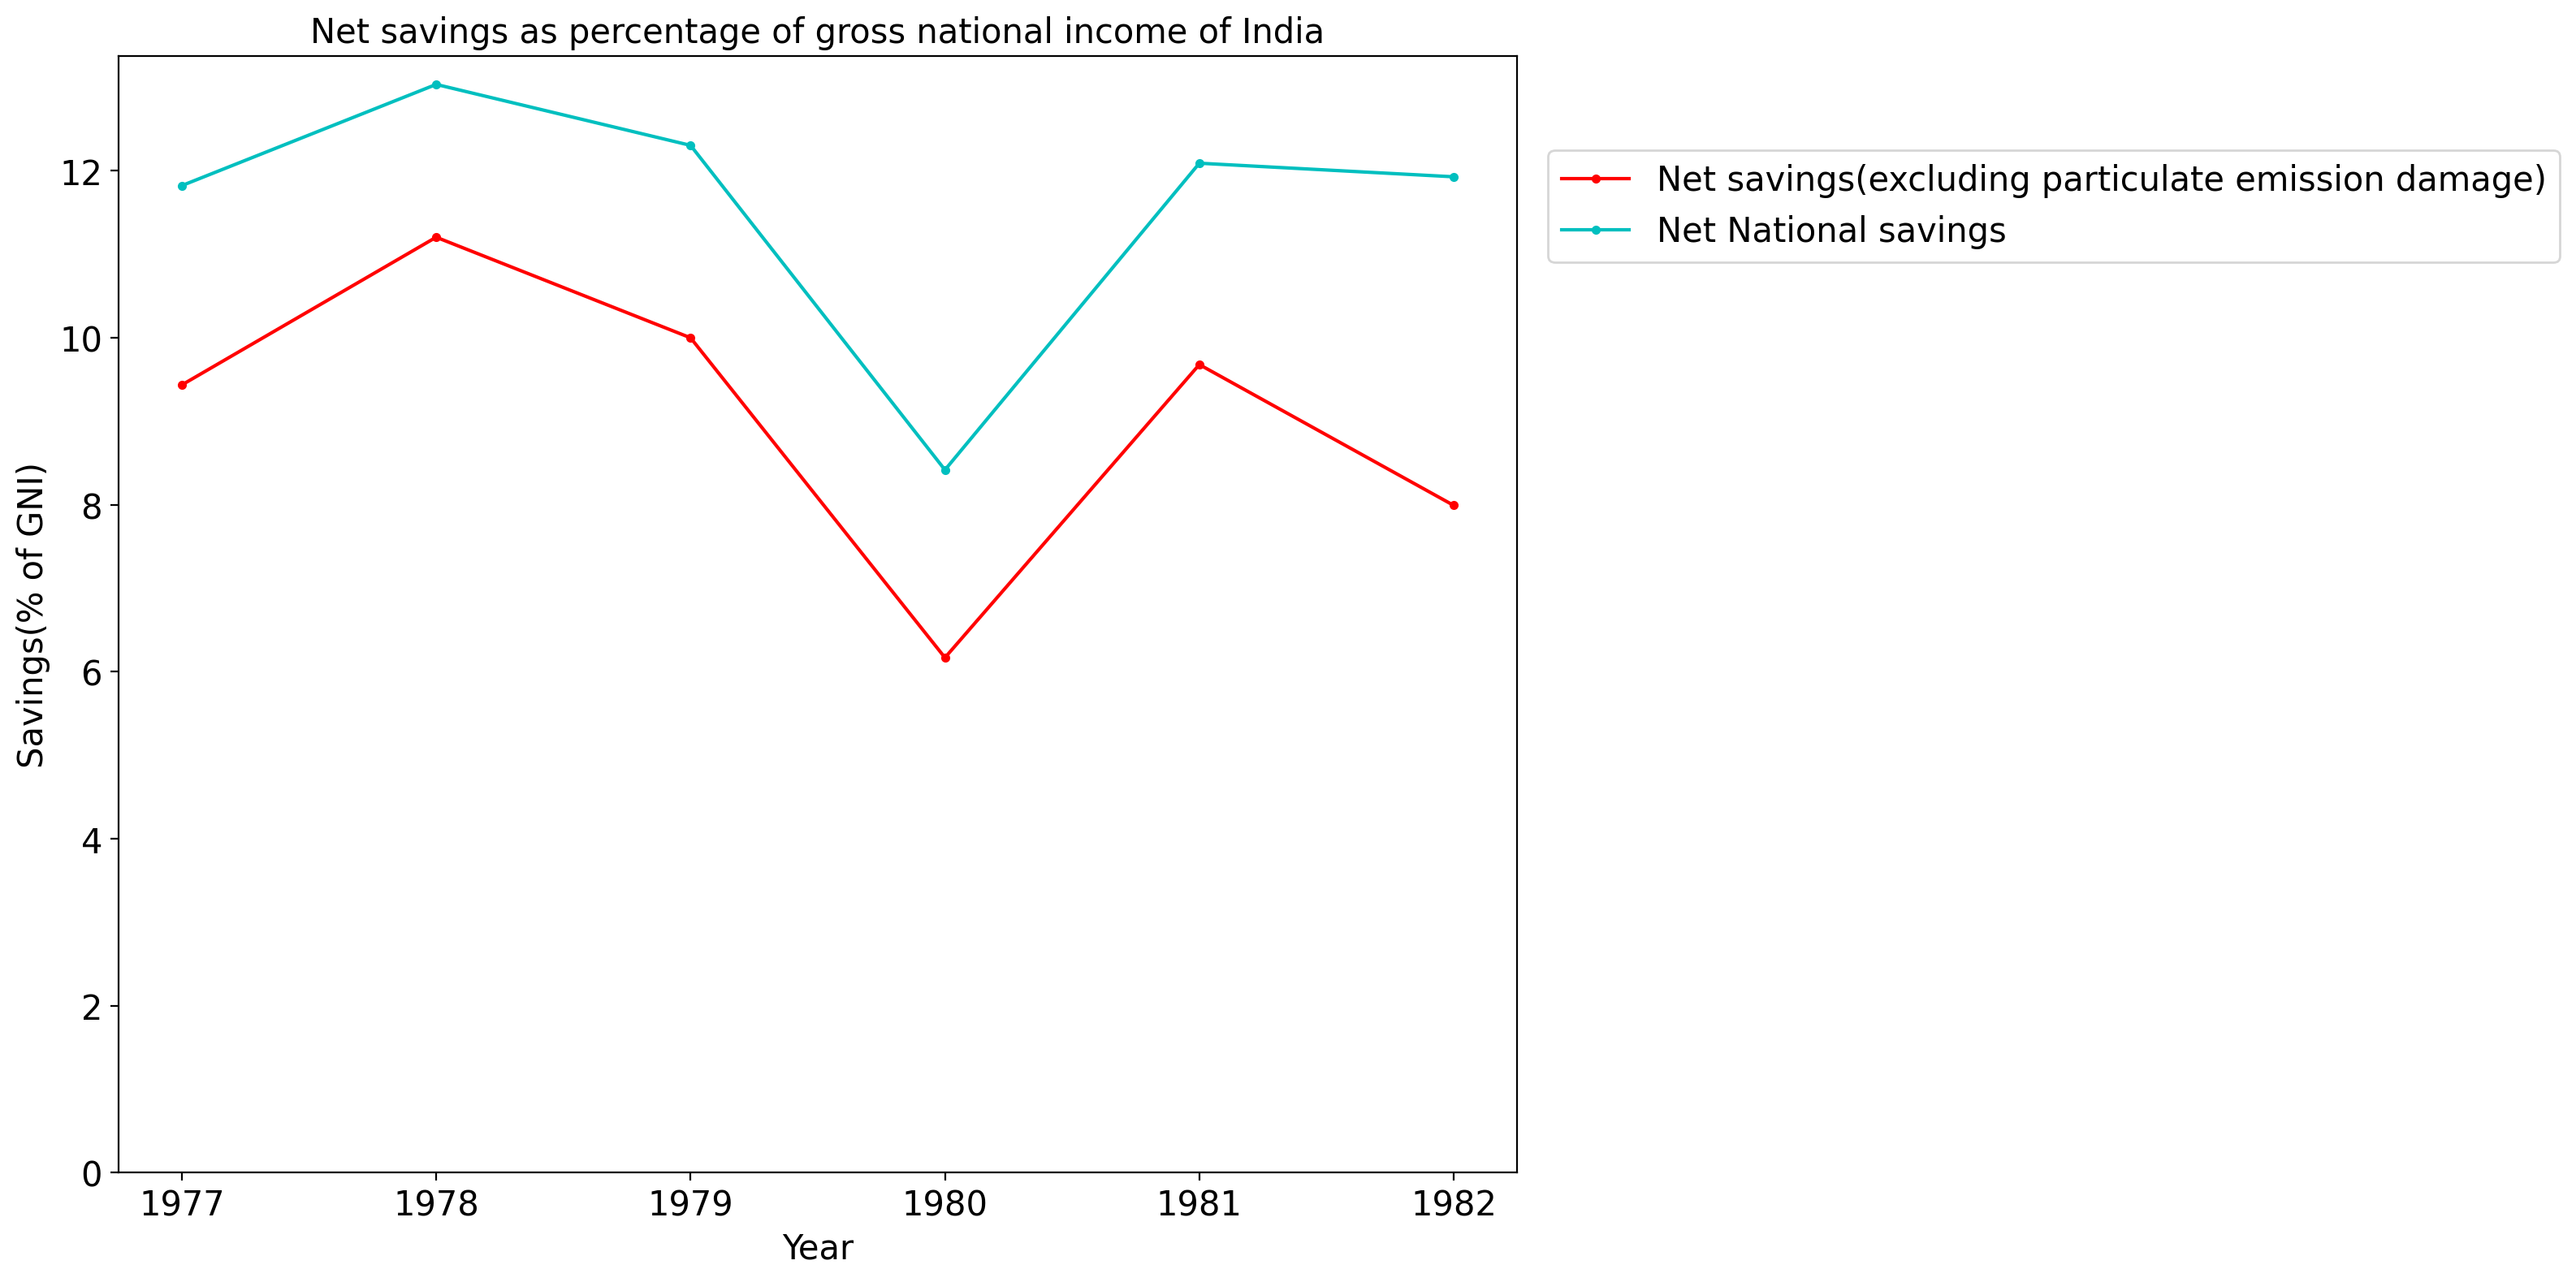 Net savings as percentage of gross national income of India
Savings(% of GNI)
12
10
8
6
4
2
0
1977 1978 1979 1980 1981 1982
Year
Net savings(excluding particulate emission damage)
Net National savings